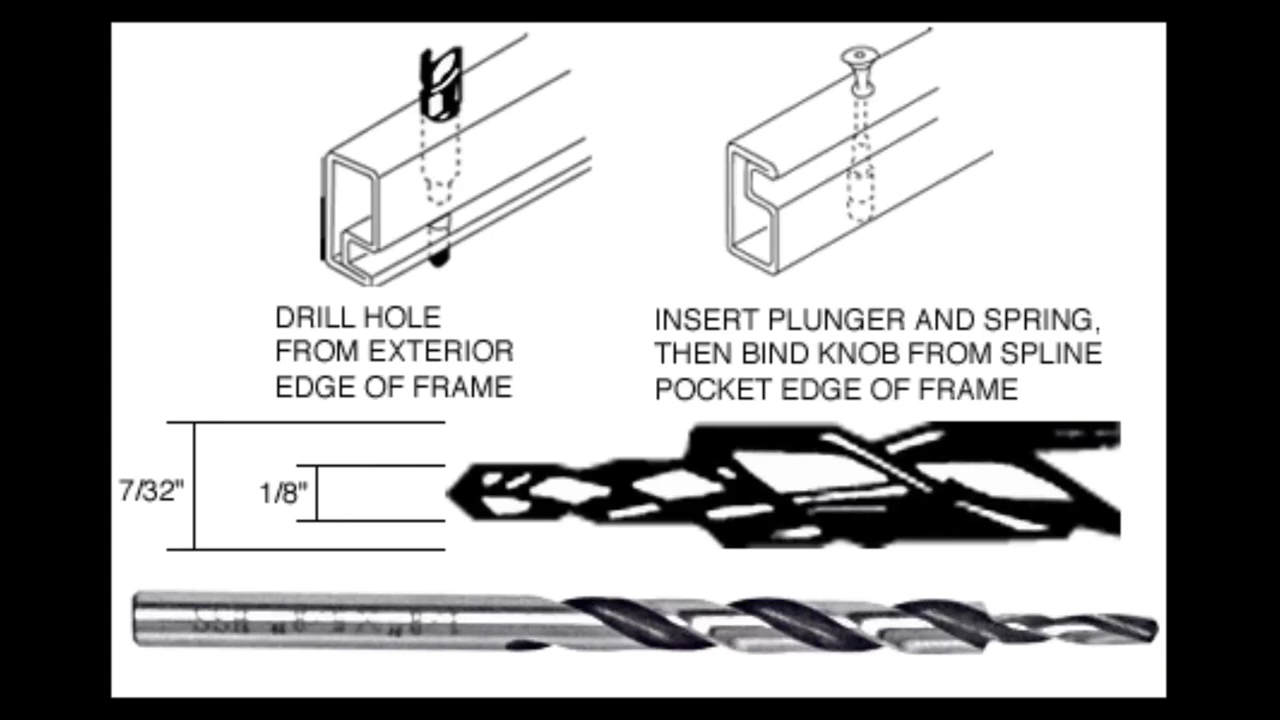 DRILL HOLE
FROM EXTERIOR
EDGE OF FRAME
INSERT PLUNGER AND SPRING,
THEN BIND KNOB FROM SPLINE
POCKET EDGE OF FRAME
7/32"
1/8"